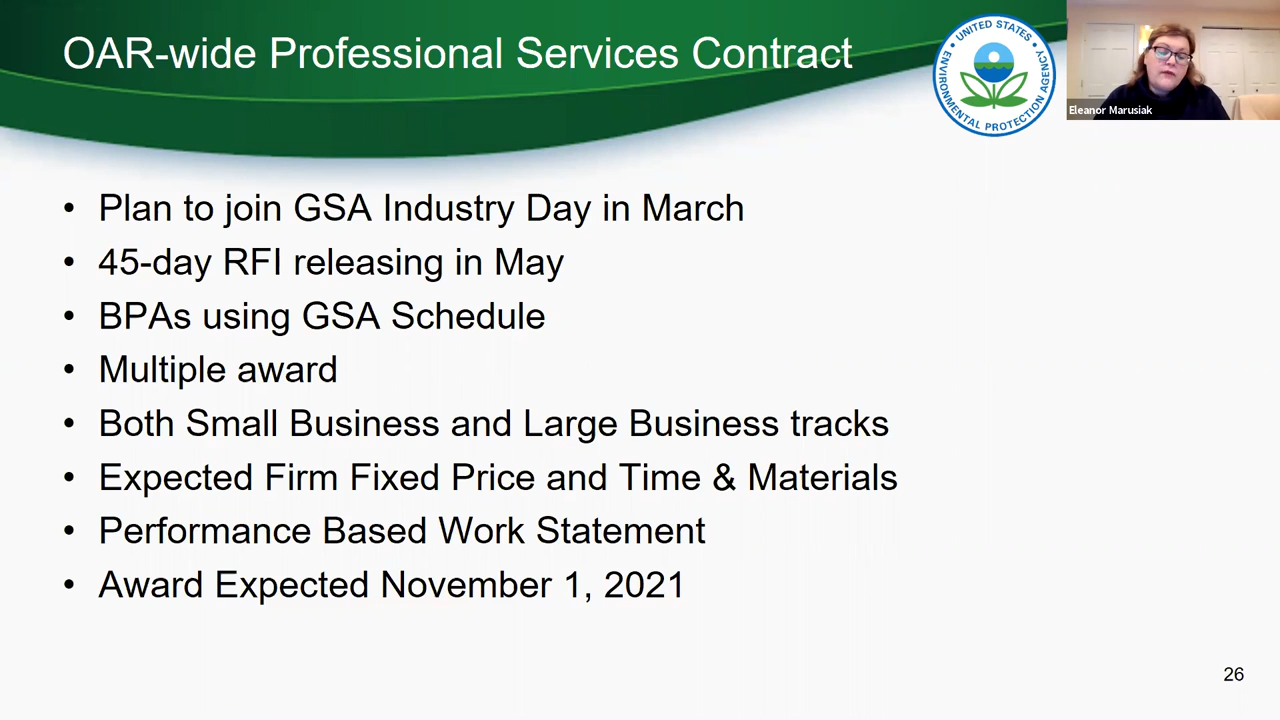 OAR-wide Professional Services Contract
UNITED STATES
ENVIRONMENTAL PROTECTION AGENCY
Eleanor Marusiak
• Plan to join GSA Industry Day in March
• 45-day RFI releasing in May
• BPAs using GSA Schedule
• Multiple award
• Both Small Business and Large Business tracks
• Expected Firm Fixed Price and Time & Materials
• Performance Based Work Statement
• Award Expected November 1, 2021
26